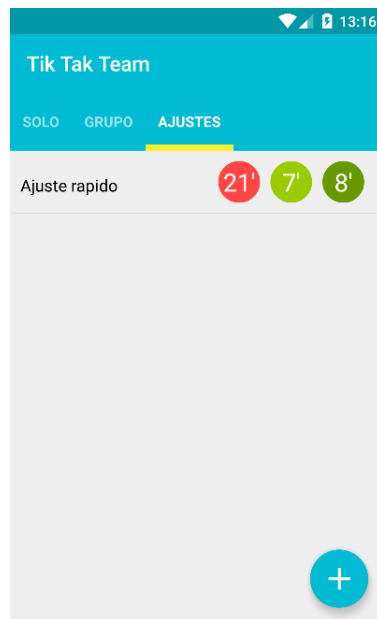 13:16
Tik Tak Team
SOLO GRUPO AJUSTES
Ajuste rapido 21' 7' 8'
+